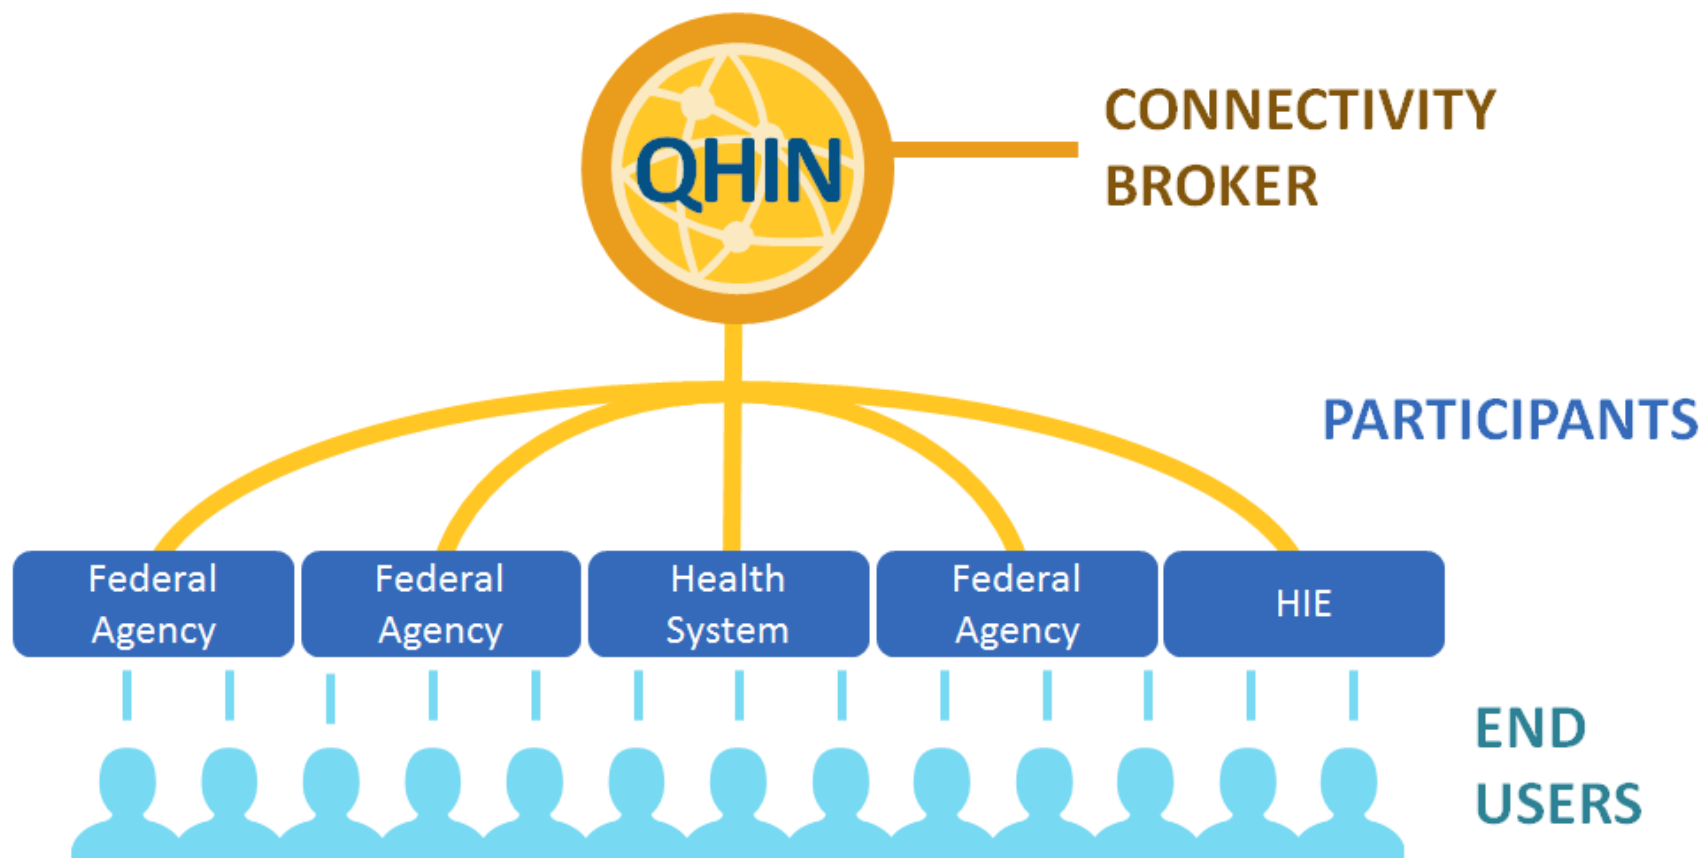 QHIN
CONNECTIVITY
BROKER
PARTICIPANTS
Federal
Agency
Federal
Agency
Health
System
Federal
Agency
HIE
END
USERS